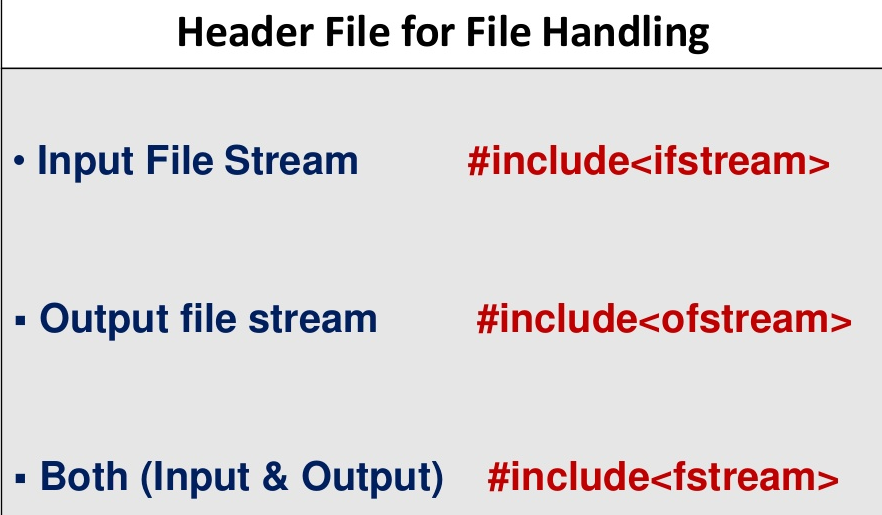 Header File for File Handling
• Input File Stream #include<ifstream>
▪ Output file stream #include<ofstream>
▪ Both (Input & Output) #include<fstream>